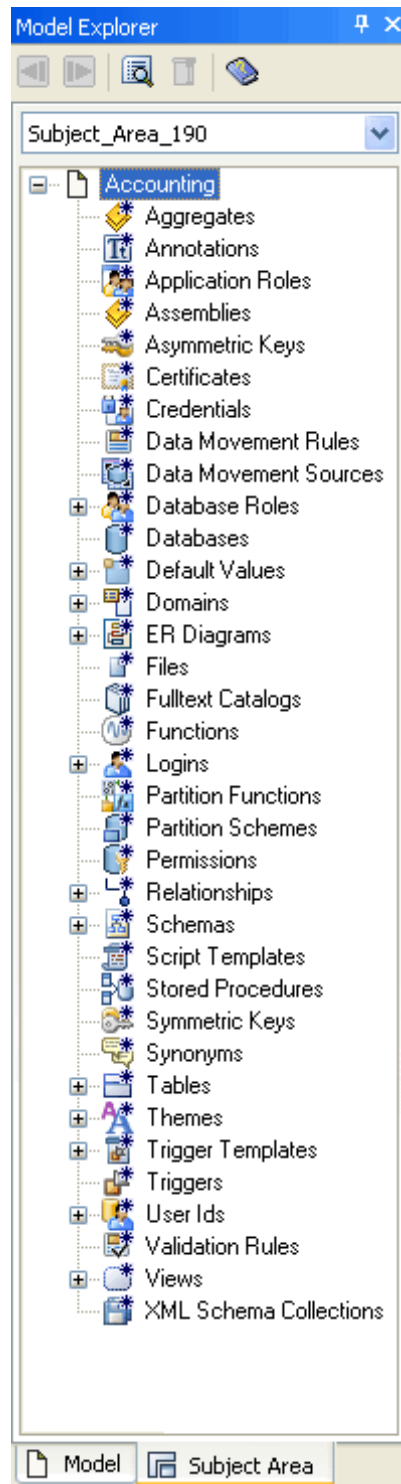 Model Explorer
Subject_Area_190
Accounting
Aggregates
Annotations
Application Roles
Assemblies
Asymmetric Keys
Certificates
Credentials
Data Movement Rules
Data Movement Sources
Database Roles
Databases
Default Values
Domains
ER Diagrams
Files
Fulltext Catalogs
Functions
Logins
Partition Functions
Partition Schemes
Permissions
Relationships
Schemas
Script Templates
Stored Procedures
Symmetric Keys
Synonyms
Tables
Themes
Trigger Templates
Triggers
User Ids
Validation Rules
Views
XML Schema Collections
Model Subject Area